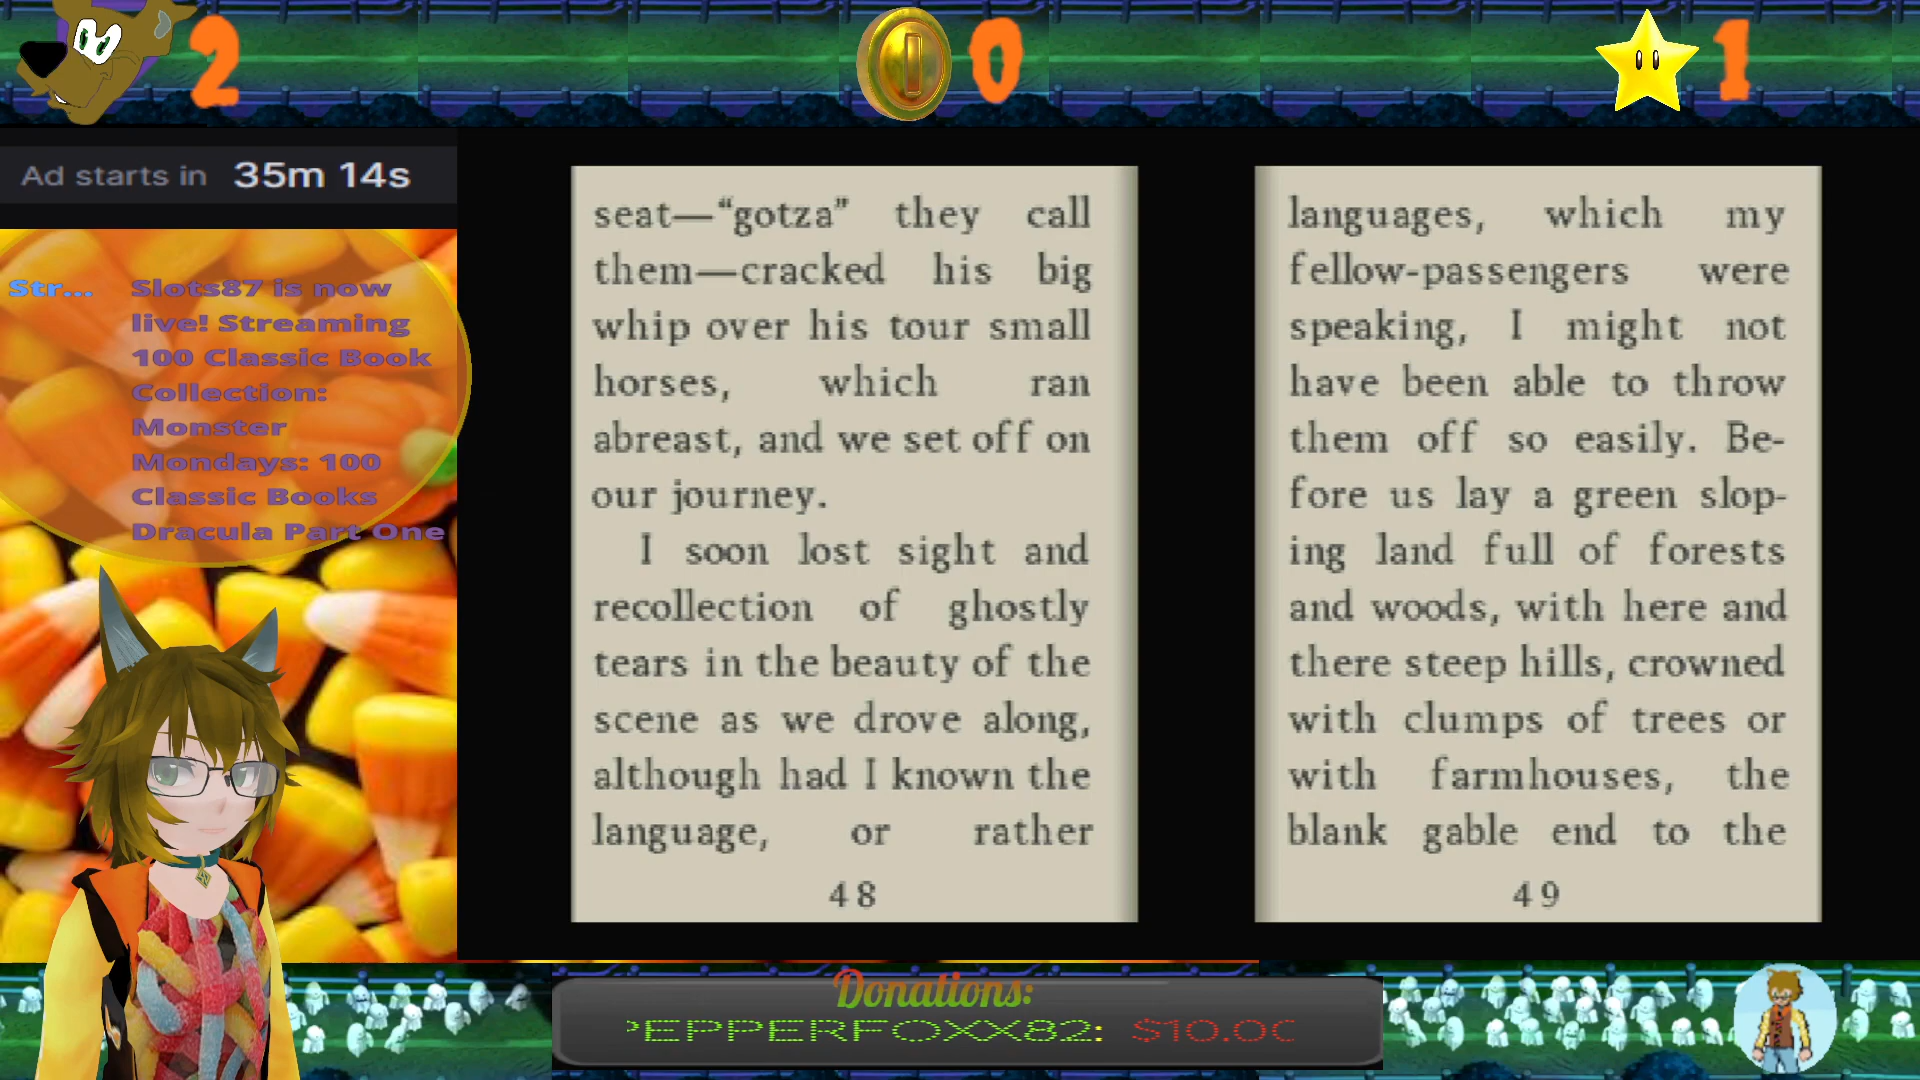 2
0
1
Ad starts in 35m 14s
Str... Slots87 is now
live! Streaming
100 Classic Book
Collection:
Monster
Mondays: 100
Classic Books
Dracula Part One
seat—“gotza” they call
them—cracked his big
whip over his tour small
horses, which ran
abreast, and we set off on
our journey.
I soon lost sight and
recollection of ghostly
tears in the beauty of the
scene as we drove along,
although had I known the
language, or rather
48
languages, which my
fellow-passengers were
speaking, I might not
have been able to throw
them off so easily. Be-
fore us lay a green slop-
ing land full of forests
and woods, with here and
there steep hills, crowned
with clumps of trees or
with farmhouses, the
blank gable end to the
49
Donations:
PEPPERFOXX82: $10.00